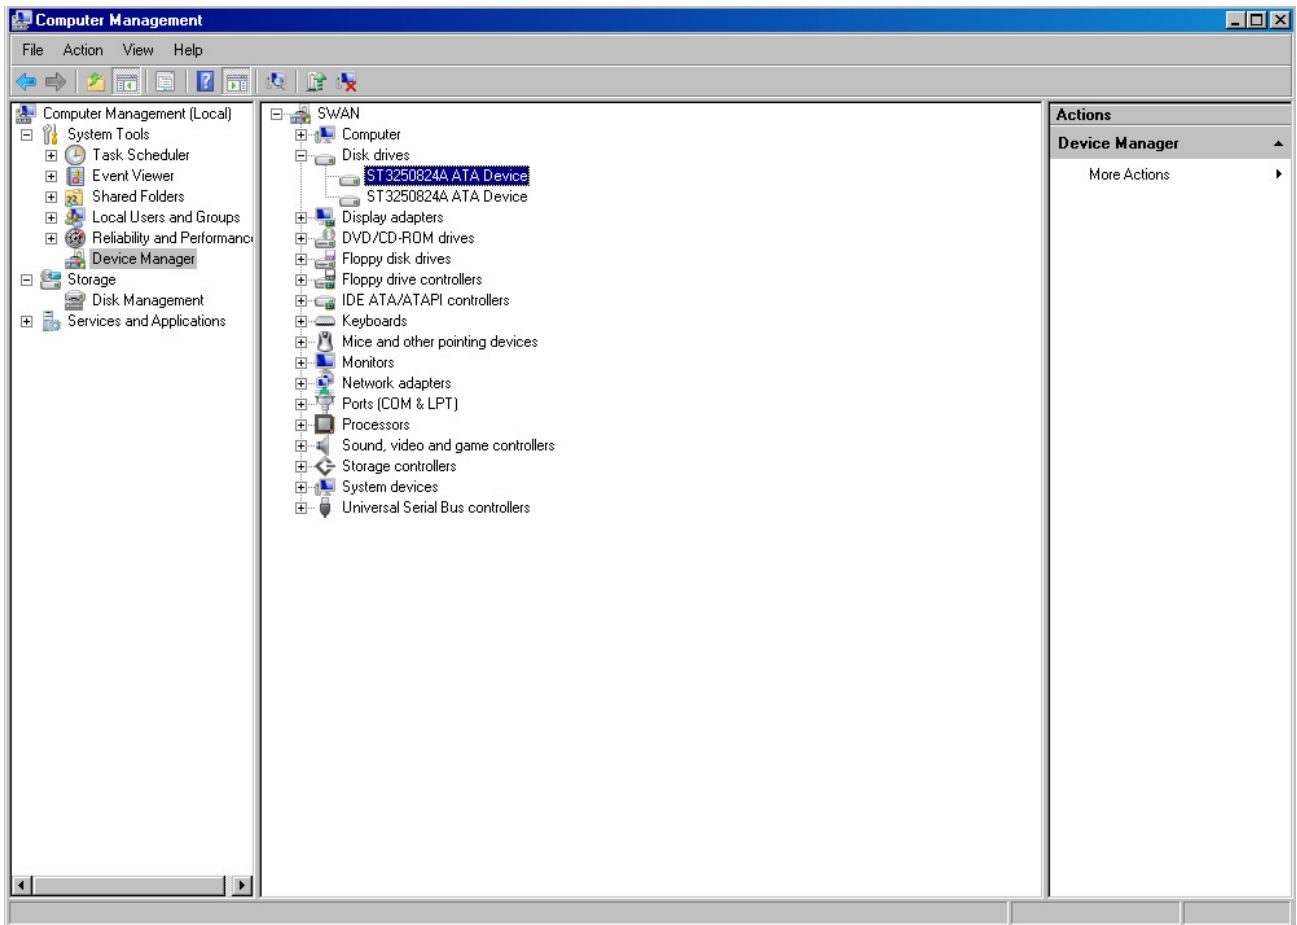 Computer Management
File Action View Help
Computer Management (Local)
System Tools
Task Scheduler
Event Viewer
Shared Folders
Local Users and Groups
Reliability and Performanc
Device Manager
Storage
Disk Management
Services and Applications
SWAN
Computer
Disk drives
ST3250824A ATA Device
ST3250824A ATA Device
Display adapters
DVD/CD-ROM drives
Floppy disk drives
Floppy drive controllers
IDE ATA/ATAPI controllers
Keyboards
Mice and other pointing devices
Monitors
Network adapters
Ports (COM & LPT)
Processors
Sound, video and game controllers
Storage controllers
System devices
Universal Serial Bus controllers
Actions
Device Manager
More Actions